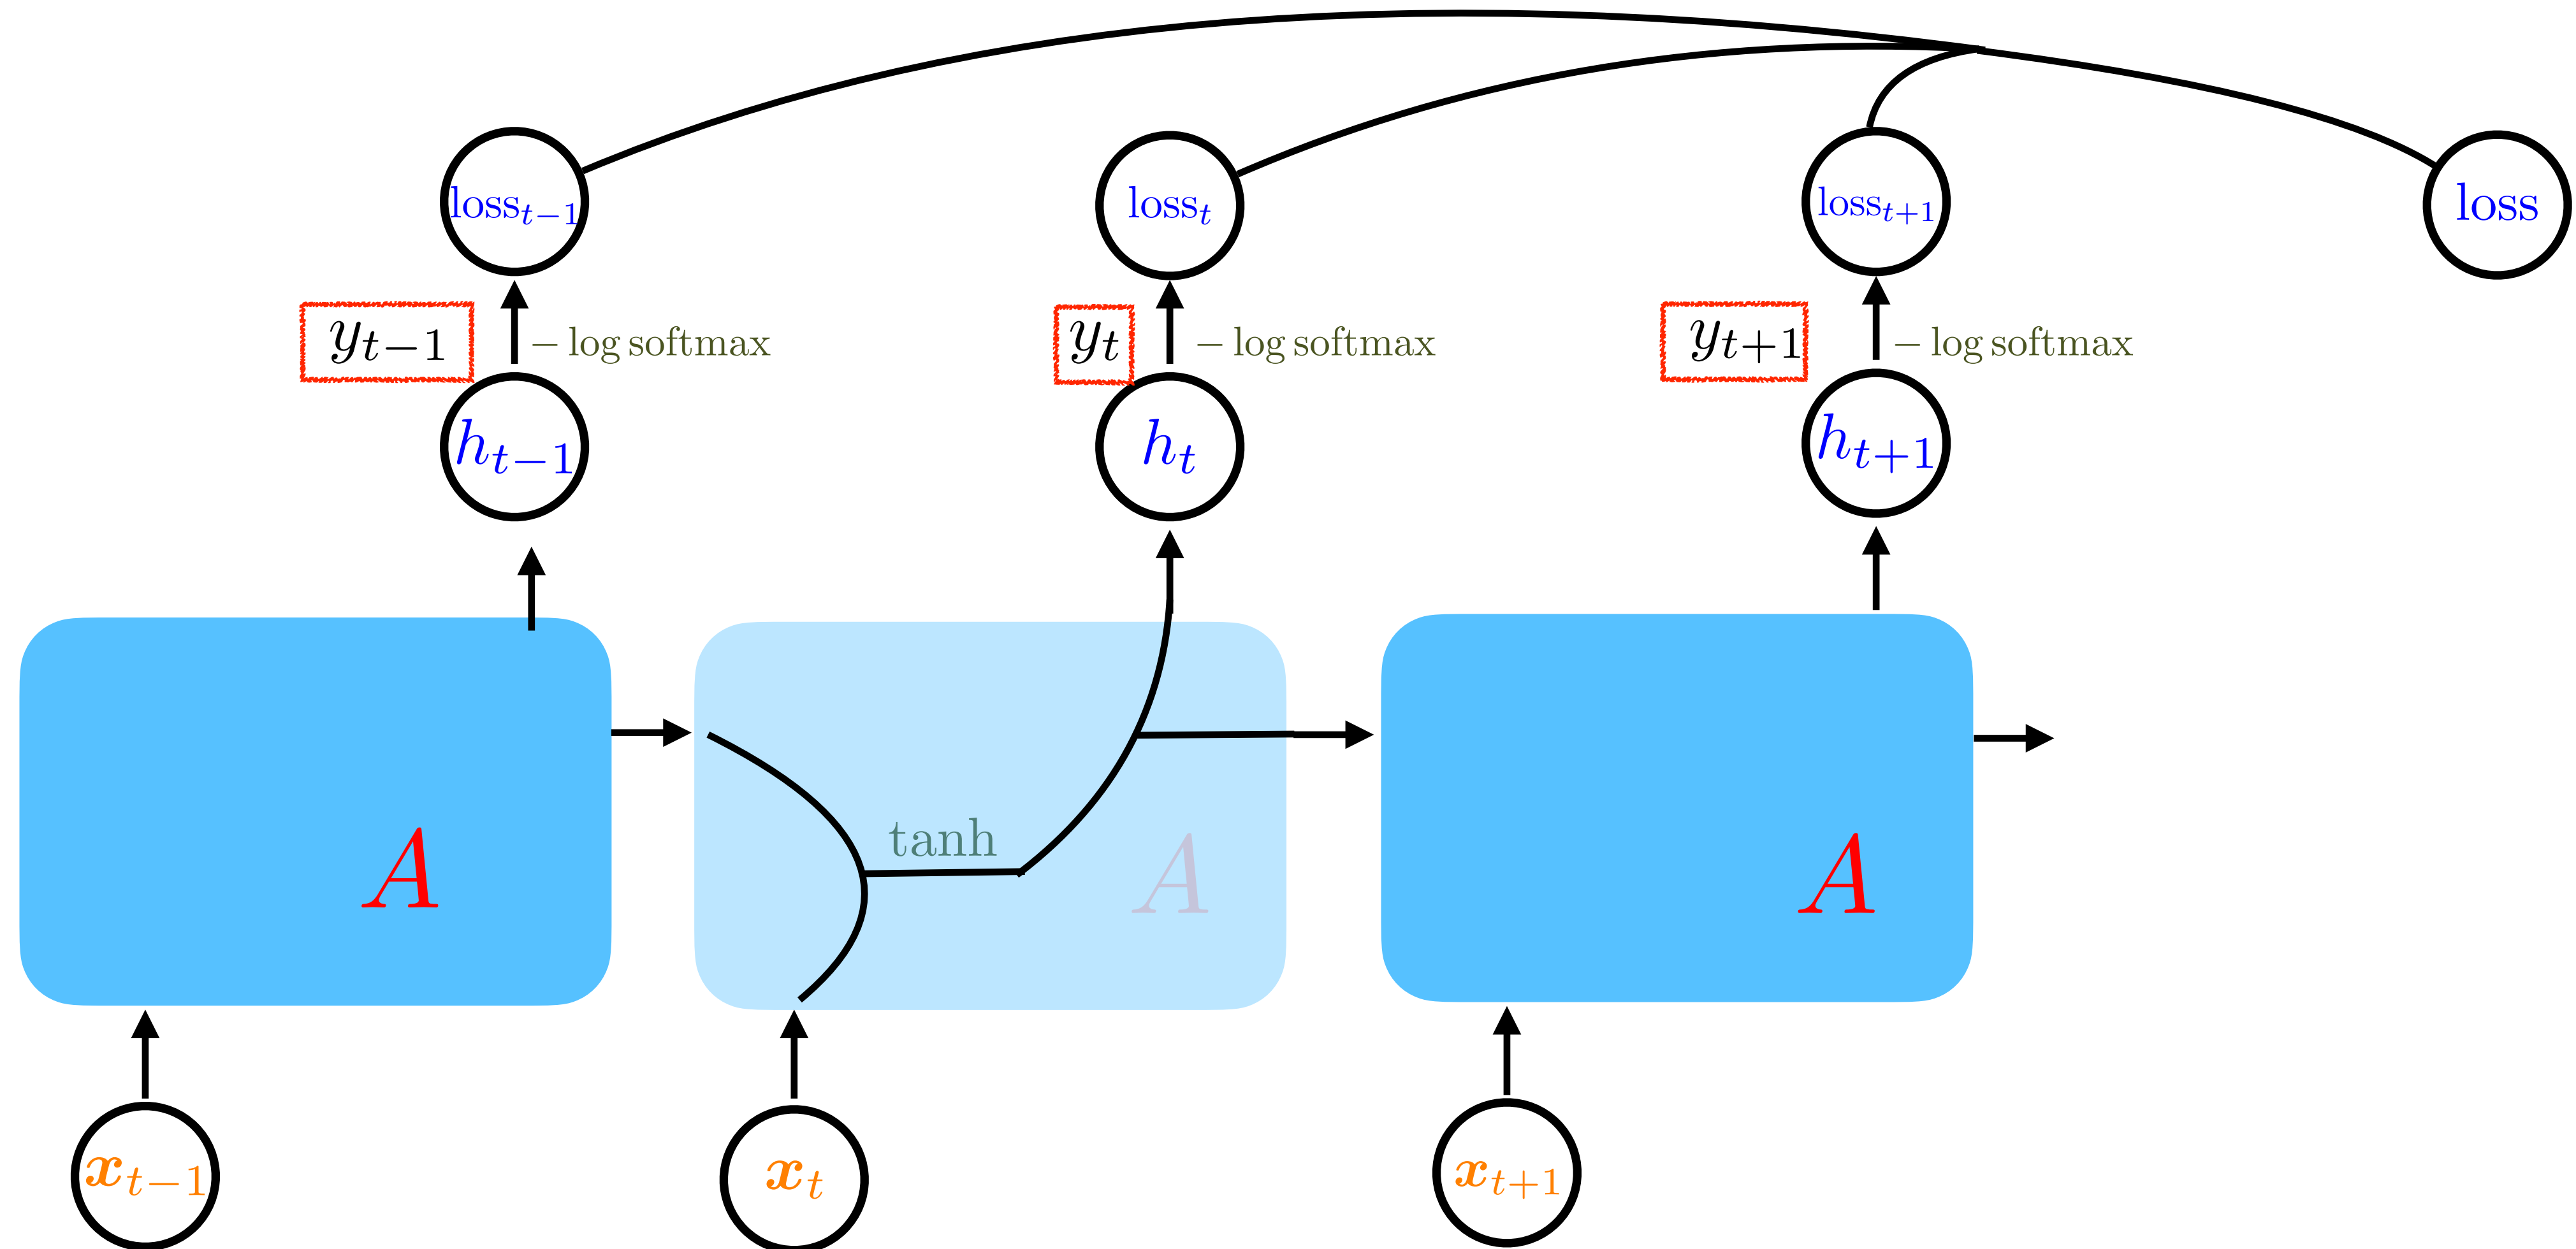 loss_{t−1} loss_t loss_{t+1} loss
y_{t−1} − log softmax y_t − log softmax y_{t+1} − log softmax
h_{t−1} h_t h_{t+1}
tanh
A A A
x_{t−1} x_t x_{t+1}